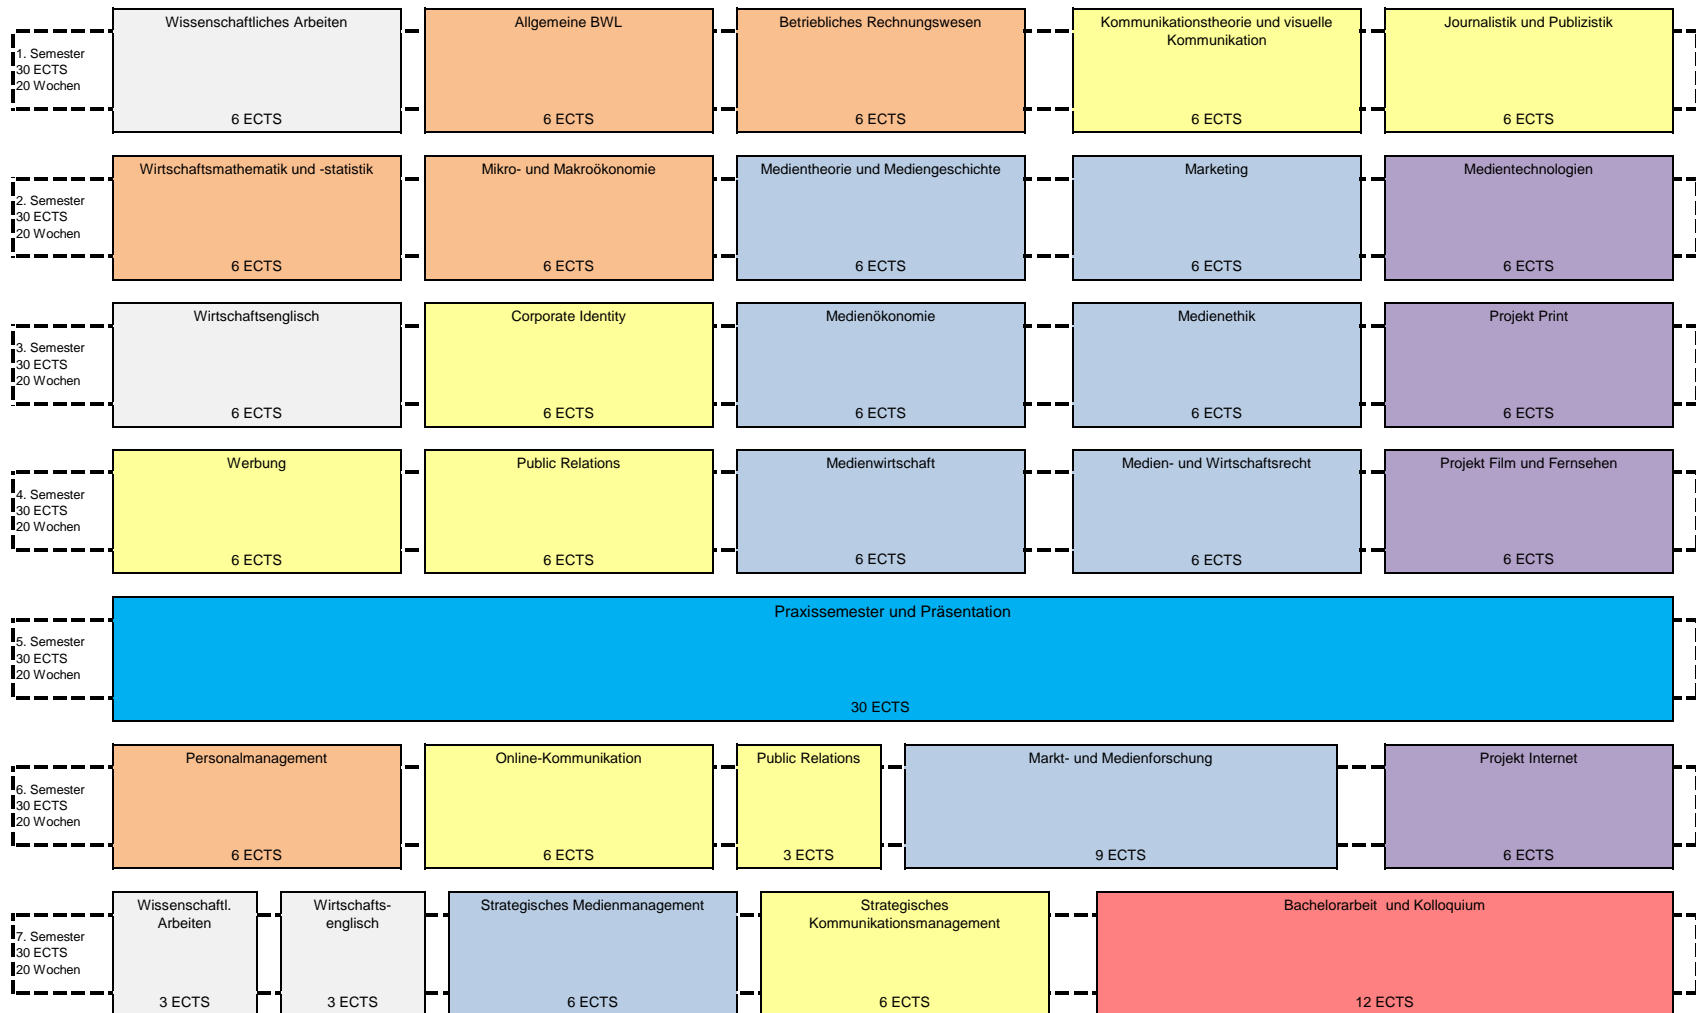 Wissenschaftliches Arbeiten
Allgemeine BWL
Betriebliches Rechnungswesen
Kommunikationstheorie und visuelle
Kommunikation
Journalistik und Publizistik
1. Semester
30 ECTS
20 Wochen
6 ECTS
6 ECTS
6 ECTS
6 ECTS
6 ECTS
Wirtschaftsmathematik und -statistik
Mikro- und Makroökonomie
Medientheorie und Mediengeschichte
Marketing
Medientechnologien
2. Semester
30 ECTS
20 Wochen
6 ECTS
6 ECTS
6 ECTS
6 ECTS
6 ECTS
Wirtschaftsenglisch
Corporate Identity
Medienökonomie
Medienethik
Projekt Print
3. Semester
30 ECTS
20 Wochen
6 ECTS
6 ECTS
6 ECTS
6 ECTS
6 ECTS
Werbung
Public Relations
Medienwirtschaft
Medien- und Wirtschaftsrecht
Projekt Film und Fernsehen
4. Semester
30 ECTS
20 Wochen
6 ECTS
6 ECTS
6 ECTS
6 ECTS
6 ECTS
Praxissemester und Präsentation
5. Semester
30 ECTS
20 Wochen
30 ECTS
Personalmanagement
Online-Kommunikation
Public Relations
Markt- und Medienforschung
Projekt Internet
6. Semester
30 ECTS
20 Wochen
6 ECTS
6 ECTS
3 ECTS
9 ECTS
6 ECTS
Wissenschaftl.
Arbeiten
Wirtschafts-
englisch
Strategisches Medienmanagement
Strategisches
Kommunikationsmanagement
Bachelorarbeit und Kolloquium
7. Semester
30 ECTS
20 Wochen
3 ECTS
3 ECTS
6 ECTS
6 ECTS
12 ECTS